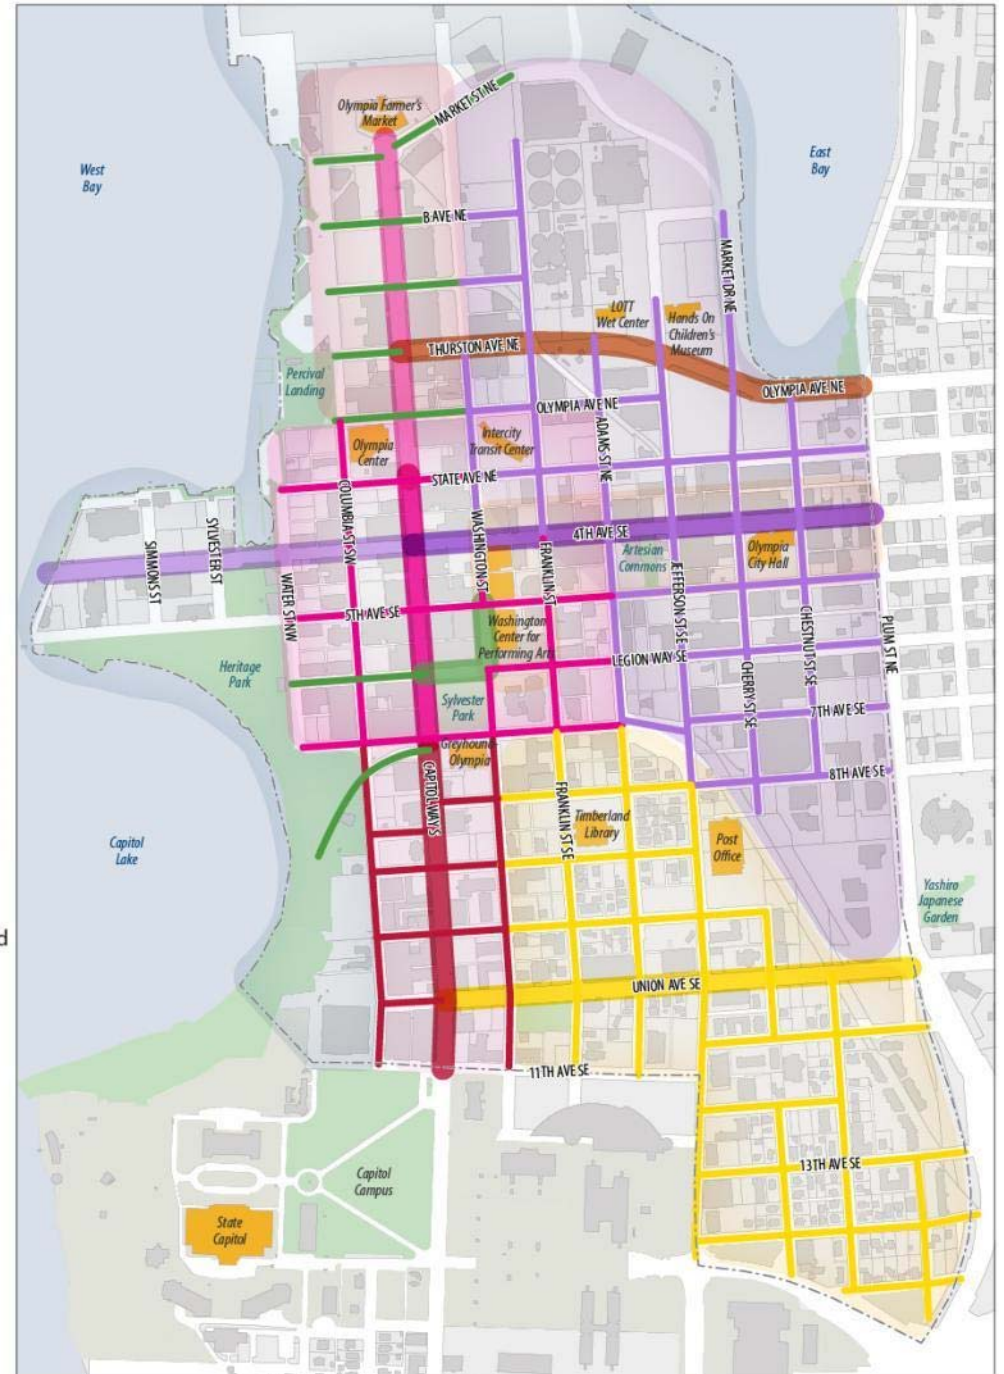 Olympia Farmer's
Market
MARKET ST NE
West
Bay
East
Bay
B AVE NE
MARKET DR NE
LOTT
Wet Center
Hands On
Children's
Museum
THURSTON AVE NE
OLYMPIA AVE NE
Percival
Landing
OLYMPIA AVE NE
ADAMS ST NE
Olympia
Center
Intercity
Transit Center
STATE AVE NE
COLUMBIA ST SW
WASHINGTON ST
4TH AVE SE
SYLVESTER ST
SIMMONS ST
FRANKLIN ST
Artesian
Commons
Olympia
City Hall
JEFFERSON ST SE
WATER ST NW
5TH AVE SE
CHESTNUT ST SE
PLUM ST NE
Washington
Center for
Performing Arts
LEGION WAY SE
Heritage
Park
CHERRY ST SE
Sylvester
Park
7TH AVE SE
Greyhound-
Olympia
CAPITOL WAY S
8TH AVE SE
FRANKLIN ST SE
Timberland
Library
Post
Office
Capitol
Lake
Yashiro
Japanese
Garden
d
UNION AVE SE
11TH AVE SE
13TH AVE SE
Capitol
Campus
State
Capitol